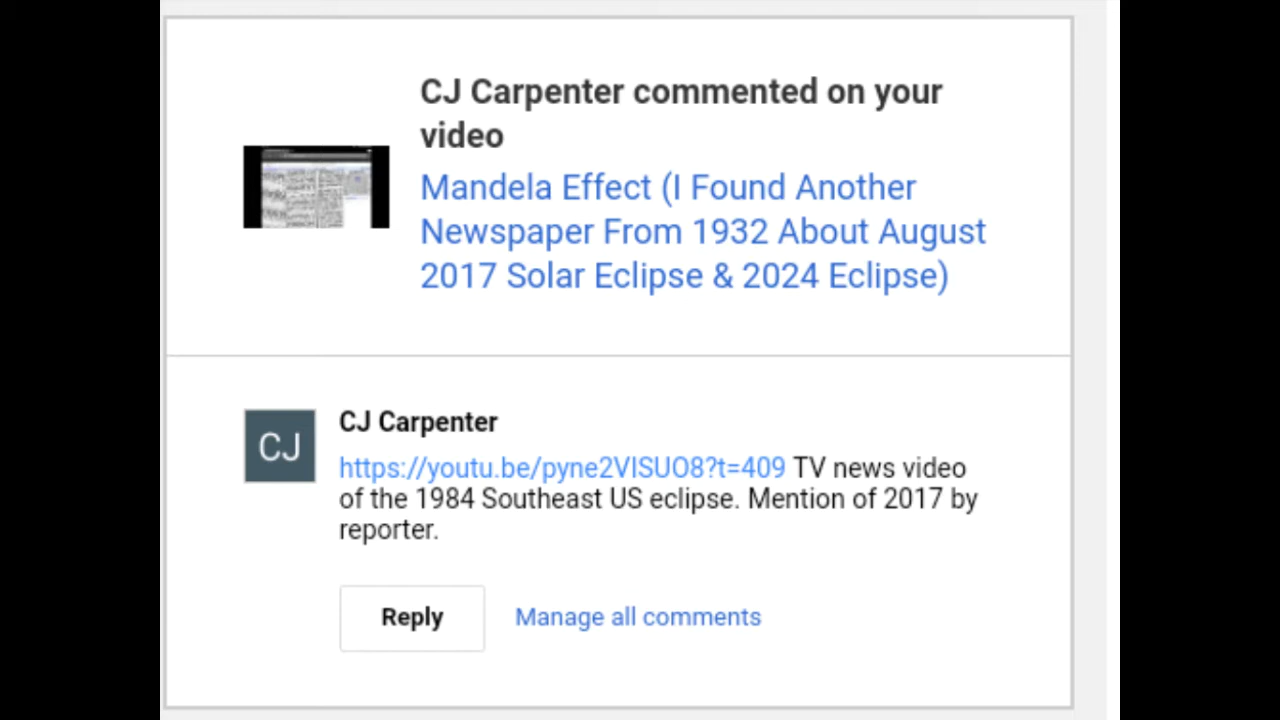 CJ Carpenter commented on your
video
Mandela Effect (I Found Another
Newspaper From 1932 About August
2017 Solar Eclipse & 2024 Eclipse)
CJ
CJ Carpenter
https://youtu.be/pyne2VISUO8?t=409 TV news video
of the 1984 Southeast US eclipse. Mention of 2017 by
reporter.
Reply
Manage all comments